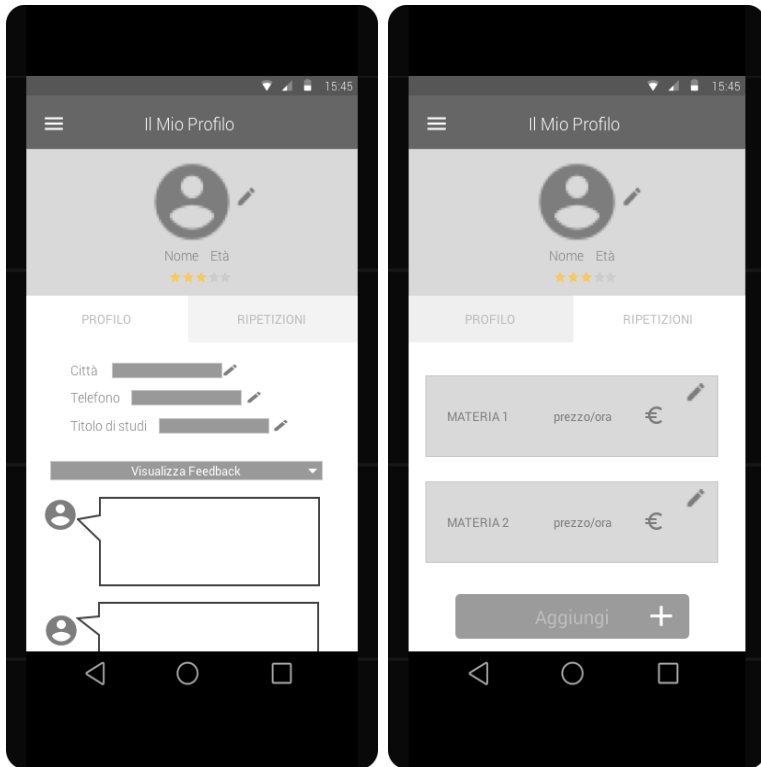 15:45
Il Mio Profilo
Nome Età
PROFILO RIPETIZIONI
Città
Telefono
Titolo di studi
Visualizza Feedback
15:45
Il Mio Profilo
Nome Età
PROFILO RIPETIZIONI
MATERIA 1 prezzo/ora €
MATERIA 2 prezzo/ora €
Aggiungi +